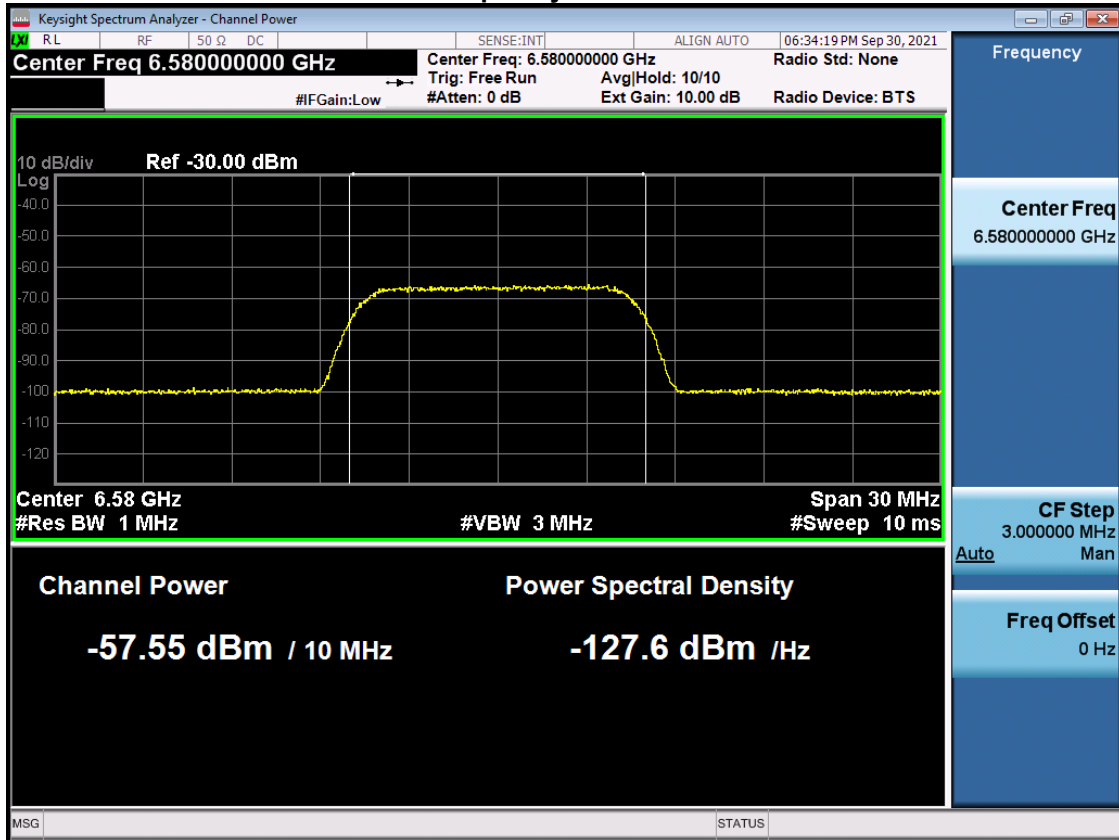 Keysight Spectrum Analyzer - Channel Power
LXI RL RF 50 Ω DC SENSE:INT ALIGN AUTO 06:34:19 PM Sep 30, 2021
Center Freq 6.580000000 GHz
Center Freq: 6.580000000 GHz Radio Std: None
Trig: Free Run Avg|Hold: 10/10
#IFGain:Low #Atten: 0 dB Ext Gain: 10.00 dB Radio Device: BTS
10 dB/div Ref -30.00 dBm
Log
-40.0
-50.0
-60.0
-70.0
-80.0
-90.0
-100
-110
-120
Center 6.58 GHz Span 30 MHz
#Res BW 1 MHz #VBW 3 MHz #Sweep 10 ms
Channel Power Power Spectral Density
-57.55 dBm / 10 MHz -127.6 dBm /Hz
MSG STATUS
Frequency
Center Freq
6.580000000 GHz
CF Step
3.000000 MHz
Auto Man
Freq Offset
0 Hz